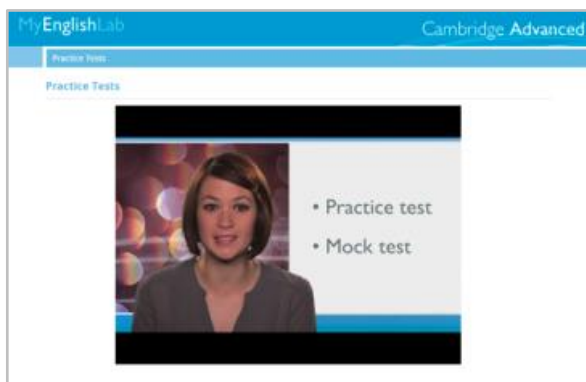 MyEnglishLab
Cambridge Advanced
Practice Tests
Practice Tests
• Practice test
• Mock test